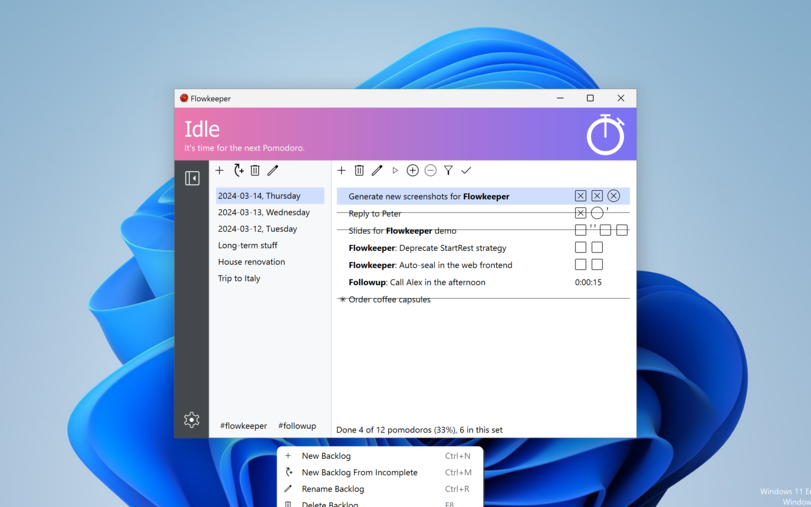 Flowkeeper
Idle
It's time for the next Pomodoro.
2024-03-14, Thursday
2024-03-13, Wednesday
2024-03-12, Tuesday
Long-term stuff
House renovation
Trip to Italy
#flowkeeper #followup
Generate new screenshots for Flowkeeper
Reply to Peter
Slides for Flowkeeper demo
Flowkeeper: Deprecate StartRest strategy
Flowkeeper: Auto-seal in the web frontend
Followup: Call Alex in the afternoon 0:00:15
Order coffee capsules
Done 4 of 12 pomodoros (33%), 6 in this set
New Backlog Ctrl+N
New Backlog From Incomplete Ctrl+M
Rename Backlog Ctrl+R
Delete Backlog F8
Windows 11
Window